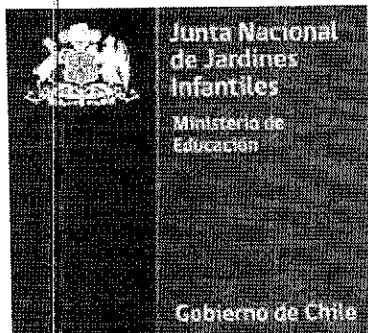 Junta Nacional
de Jardines
Infantiles
Ministerio de
Educación
Gobierno de Chile